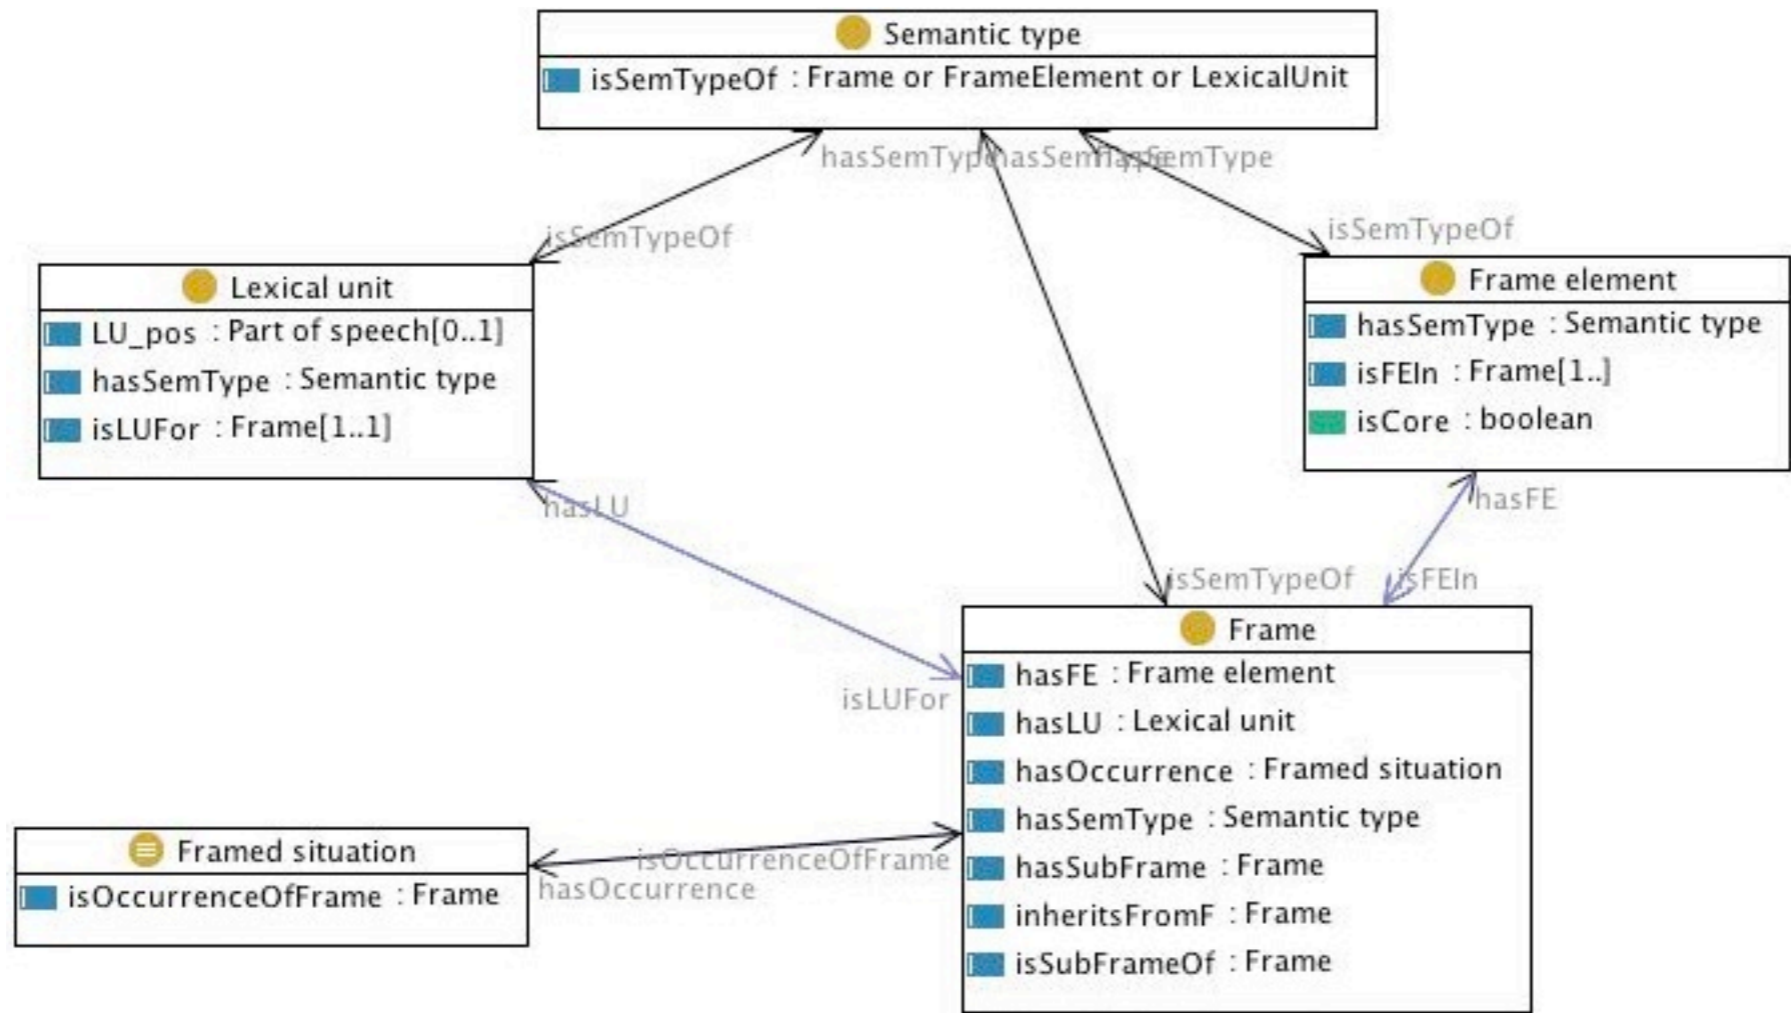 Semantic type
isSemTypeOf : Frame or FrameElement or LexicalUnit
hasSemType
hasSemType
hasSemType
isSemTypeOf
isSemTypeOf
Lexical unit
LU_pos : Part of speech[0..1]
hasSemType : Semantic type
isLUFor : Frame[1..1]
Frame element
hasSemType : Semantic type
isFEIn : Frame[1..]
isCore : boolean
hasLU
hasFE
isSemTypeOf
isFEIn
isLUFor
Frame
hasFE : Frame element
hasLU : Lexical unit
hasOccurrence : Framed situation
hasSemType : Semantic type
hasSubFrame : Frame
inheritsFromF : Frame
isSubFrameOf : Frame
Framed situation
isOccurrenceOfFrame : Frame
isOccurrenceOfFrame
hasOccurrence